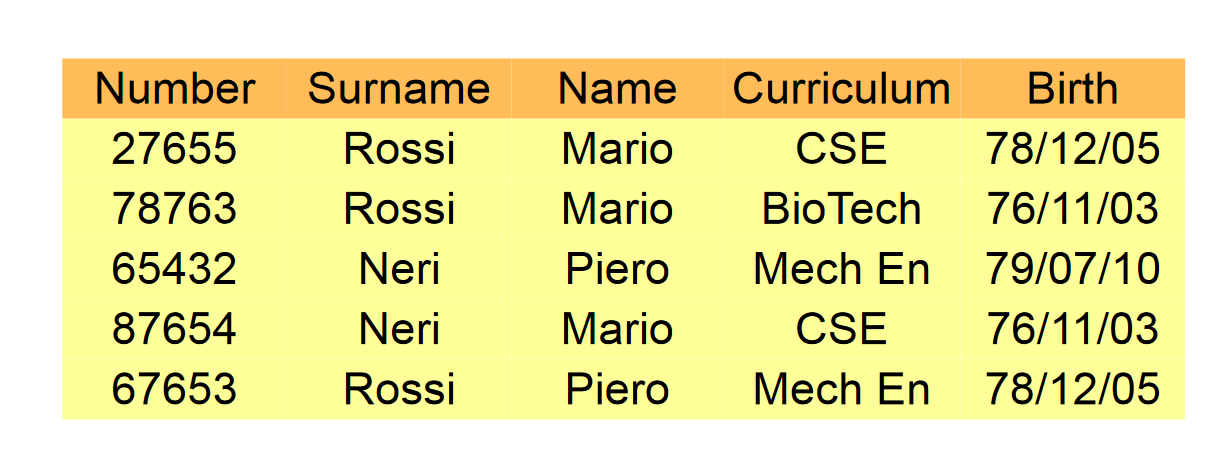 Number Surname Name Curriculum Birth
27655 Rossi Mario CSE 78/12/05
78763 Rossi Mario BioTech 76/11/03
65432 Neri Piero Mech En 79/07/10
87654 Neri Mario CSE 76/11/03
67653 Rossi Piero Mech En 78/12/05